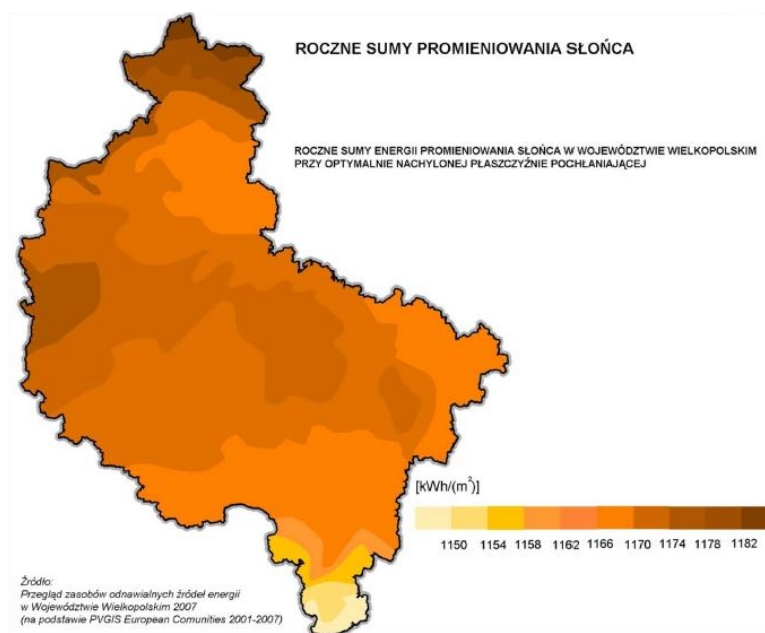 ROCZNE SUMY PROMIENIOWANIA SŁOŃCA
ROCZNE SUMY ENERGII PROMIENIOWANIA SŁOŃCA W WOJEWÓDZTWIE WIELKOPOLSKIM
PRZY OPTYMALNIE NACHYLONEJ PŁASZCZYŹNIE POCHŁANIAJĄCEJ
[kWh/(m²)]
1150 1154 1158 1162 1166 1170 1174 1178 1182
Źródło:
Przegląd zasobów odnawialnych źródeł energii
w Województwie Wielkopolskim 2007
(na podstawie PVGIS European Comunities 2001-2007)